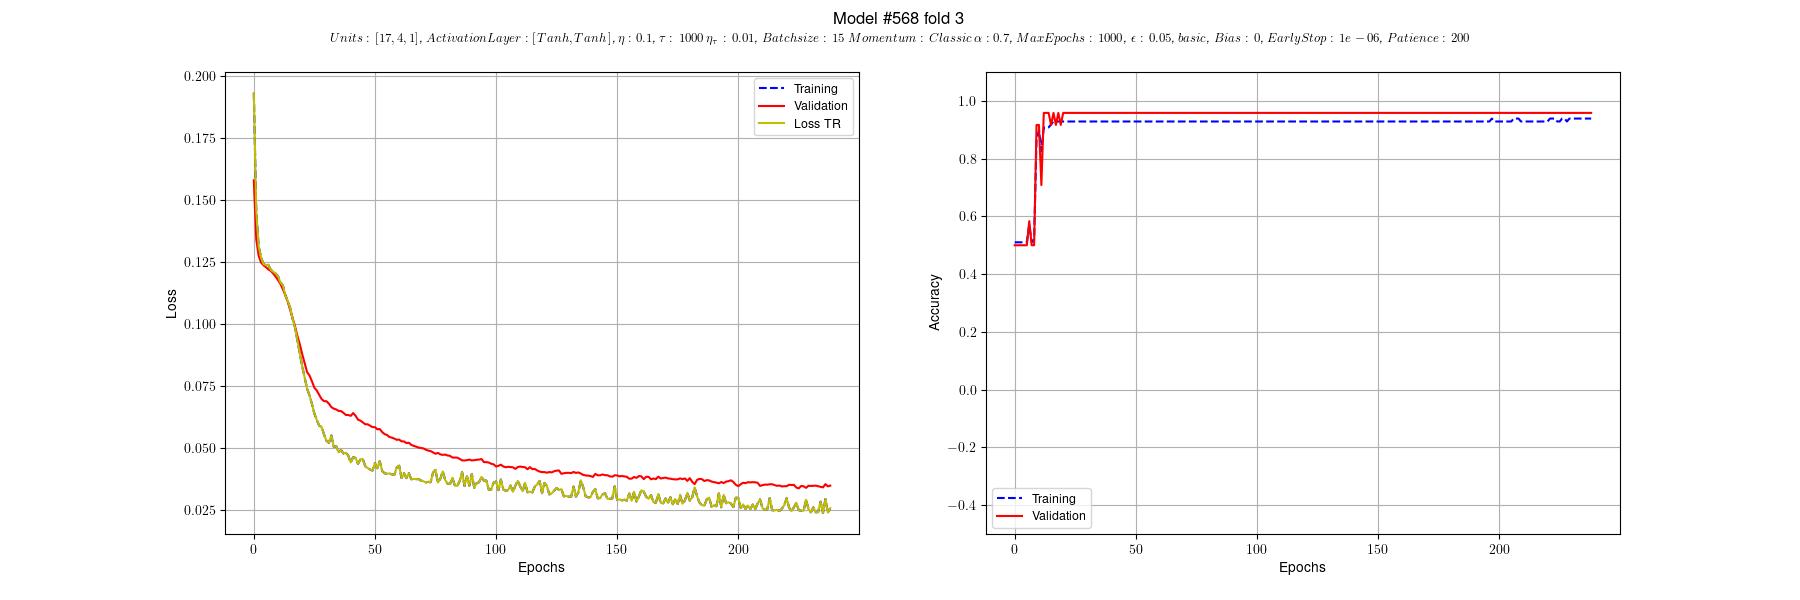 Model #568 fold 3
Units : [17, 4, 1], ActivationLayer : [Tanh, Tanh], η : 0.1, τ : 1000 η_τ : 0.01, Batchsize : 15 Momentum : Classic α : 0.7, MaxEpochs : 1000, ϵ : 0.05, basic, Bias : 0, EarlyStop : 1e − 06, Patience : 200
0.200
0.175
0.150
0.125
0.100
0.075
0.050
0.025
Loss
Training
Validation
Loss TR
0 50 100 150 200
Epochs
1.0
0.8
0.6
0.4
0.2
0.0
−0.2
−0.4
Accuracy
Training
Validation
0 50 100 150 200
Epochs